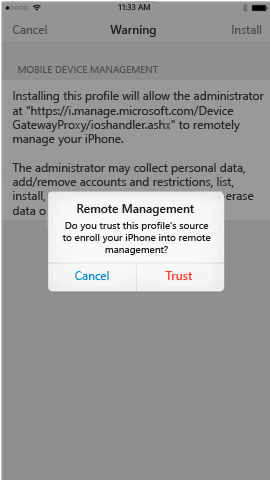 11:33 AM
Cancel Warning Install
MOBILE DEVICE MANAGEMENT
Installing this profile will allow the administrator
at "https://i.manage.microsoft.com/Device
GatewayProxy/ioshandler.ashx" to remotely
manage your iPhone.
The administrator may collect personal data,
add/remove accounts and restrictions, list,
install, erase
data o
Remote Management
Do you trust this profile's source
to enroll your iPhone into remote
management?
Cancel Trust